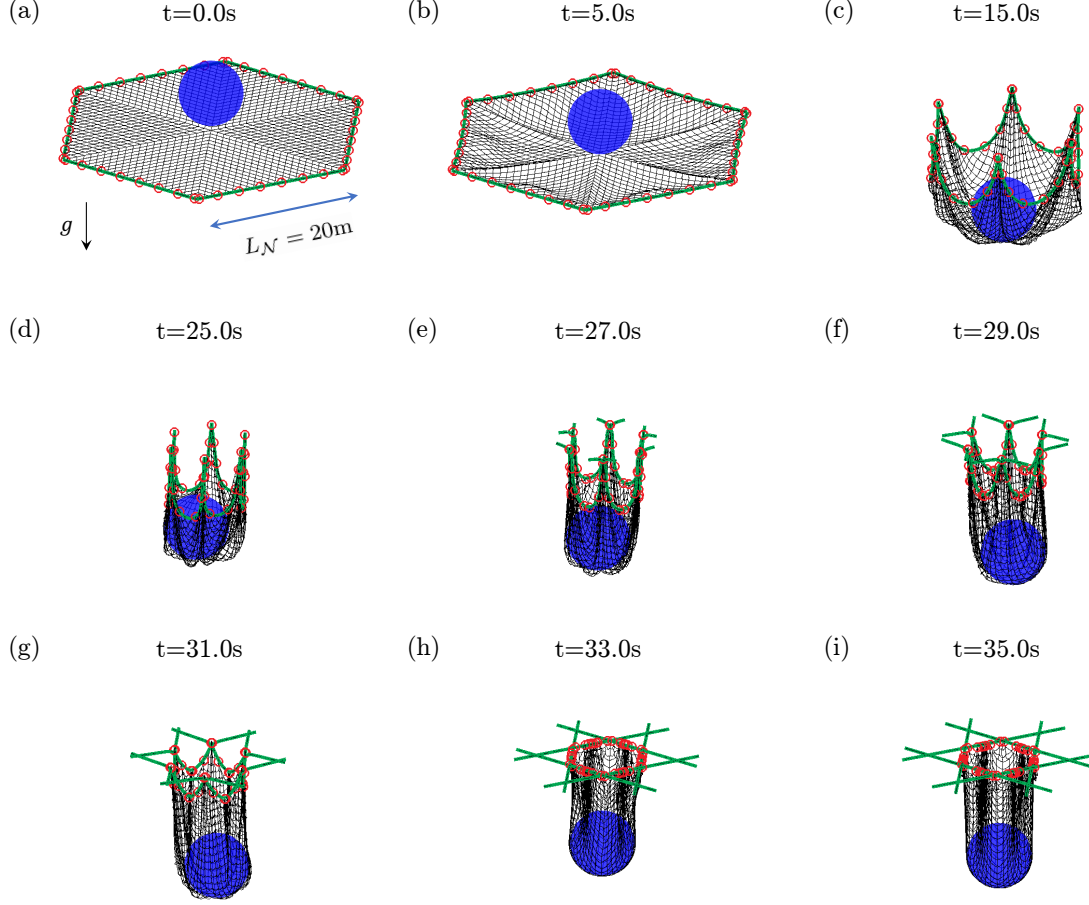 (a)
t=0.0s
(b)
t=5.0s
(c)
t=15.0s
g
L𝒩 = 20m
(d)
t=25.0s
(e)
t=27.0s
(f)
t=29.0s
(g)
t=31.0s
(h)
t=33.0s
(i)
t=35.0s